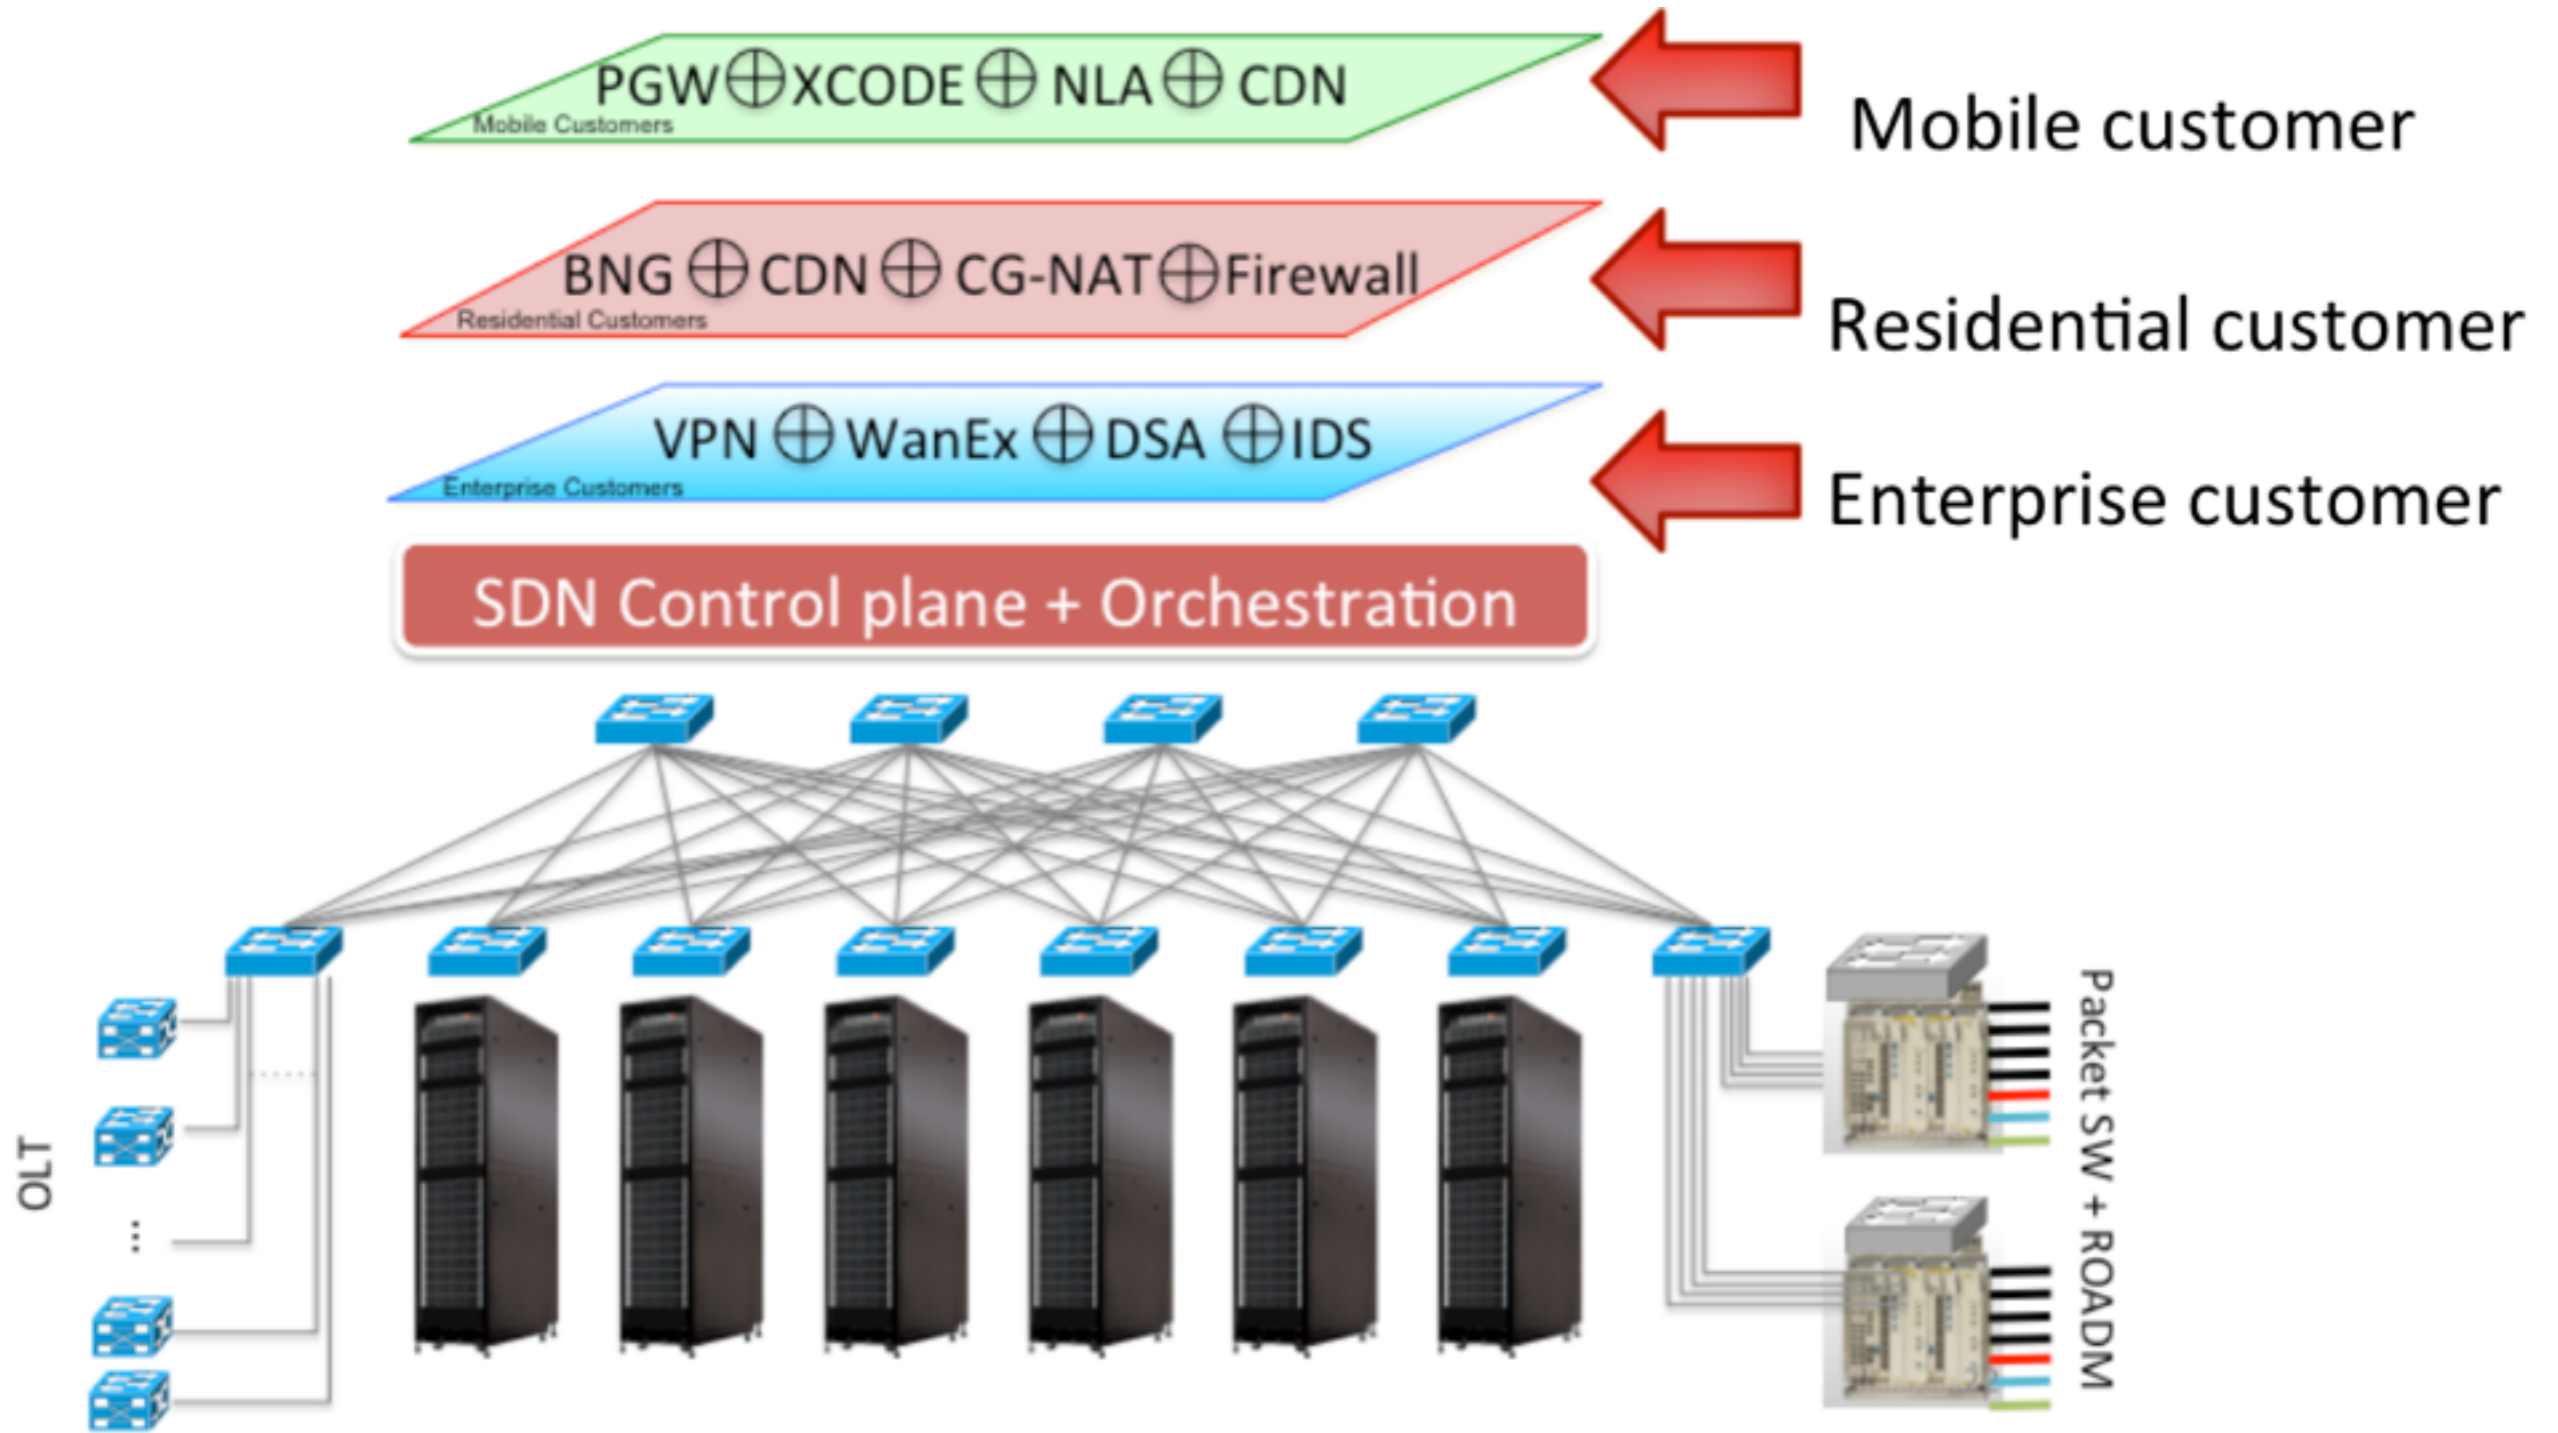 PGW⊕XCODE⊕ NLA⊕ CDN
Mobile Customers
Mobile customer
BNG ⊕ CDN ⊕ CG-NAT⊕Firewall
Residential Customers
Residential customer
VPN ⊕ WanEx ⊕ DSA ⊕IDS
Enterprise Customers
Enterprise customer
SDN Control plane + Orchestration
OLT
...
Packet SW + ROADM